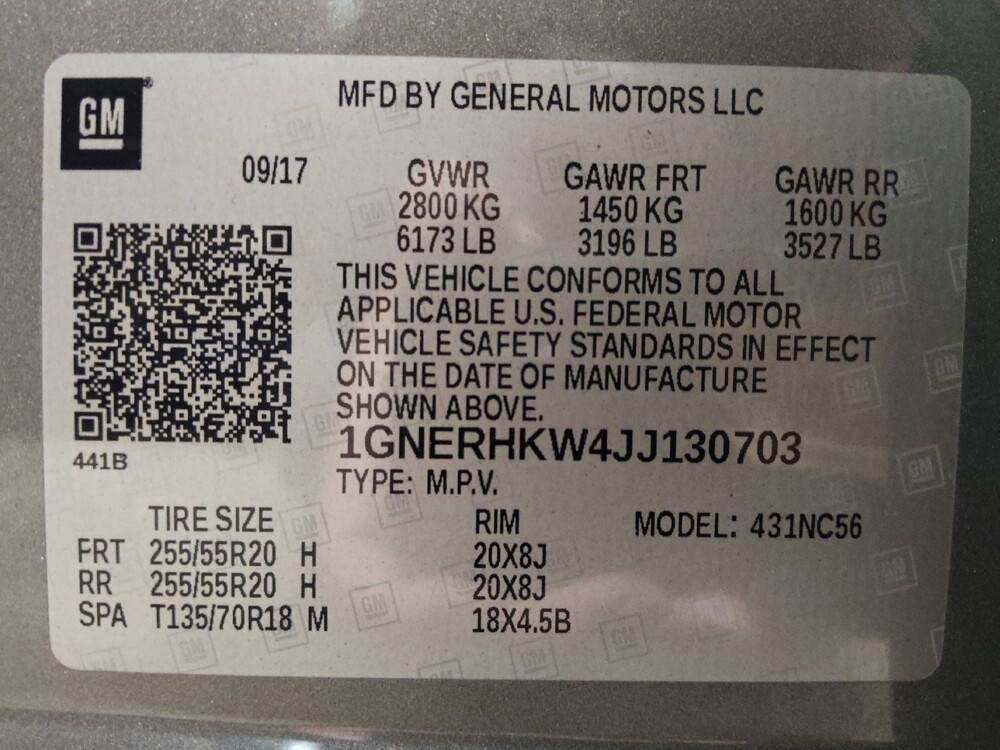 GM
MFD BY GENERAL MOTORS LLC
09/17 GVWR GAWR FRT GAWR RR
2800 KG 1450 KG 1600 KG
6173 LB 3196 LB 3527 LB
THIS VEHICLE CONFORMS TO ALL
APPLICABLE U.S. FEDERAL MOTOR
VEHICLE SAFETY STANDARDS IN EFFECT
ON THE DATE OF MANUFACTURE
SHOWN ABOVE.
1GNERHKW4JJ130703
441B
TYPE: M.P.V.
TIRE SIZE RIM MODEL: 431NC56
FRT 255/55R20 H 20X8J
RR 255/55R20 H 20X8J
SPA T135/70R18 M 18X4.5B